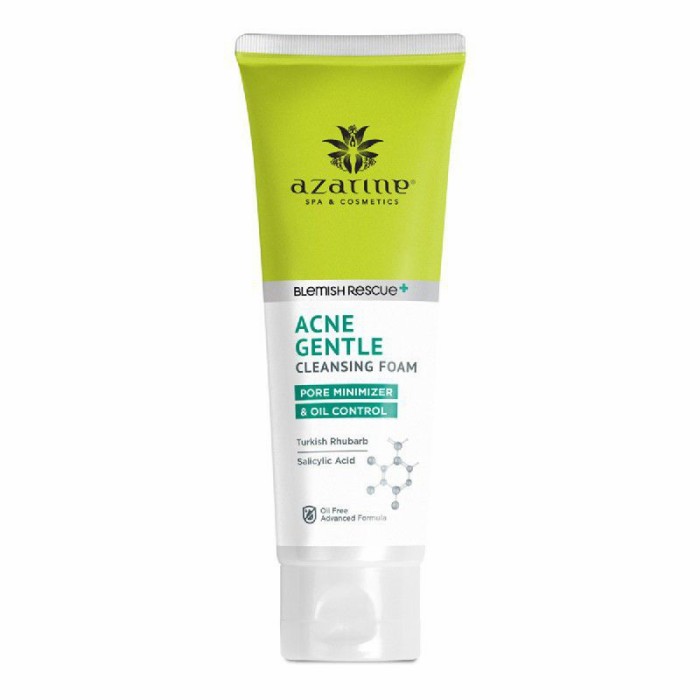 azarine®
SPA & COSMETICS
BLeMISH ReSCUe+
ACNE
GENTLE
CLEANSING FOAM
PORE MINIMIZER
& OIL CONTROL
Turkish Rhubarb
Salicylic Acid
Oil Free
Advanced Formula